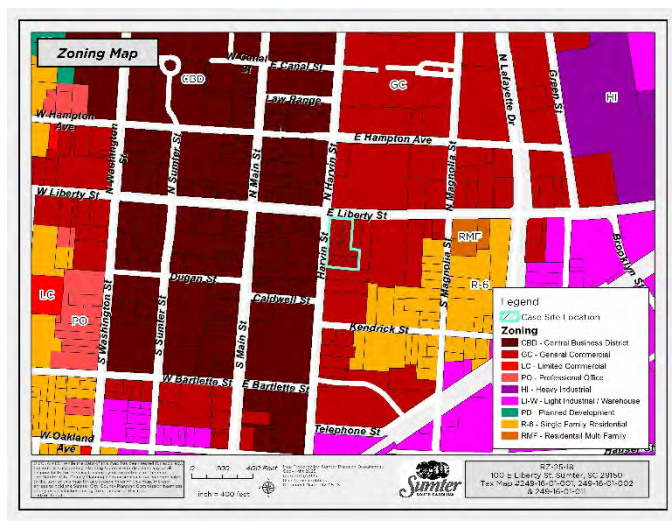 Zoning Map
W Canal St
E Canal St
CBD
GC
N Lafayette Dr
Green St
HI
Law Range
W Hampton Ave
N Washington St
N Sumter St
N Main St
N Harvin St
E Hampton Ave
N Magnolia St
W Liberty St
E Liberty St
RMF
Harvin St
S Magnolia St
Brooklyn St
Dugan St
Caldwell St
R-6
LC
PO
S Washington St
S Sumter St
S Main St
Kendrick St
W Bartlette St
E Bartlette St
Telephone St
W Oakland Ave
Hauser St
Legend
Case Site Location
Zoning
CBD - Central Business District
GC - General Commercial
LC - Limited Commercial
PO - Professional Office
HI - Heavy Industrial
LI-W - Light Industrial / Warehouse
PD - Planned Development
R-6 - Single Family Residential
RMF - Residential Multi Family
0 200 400 Feet
1 inch = 400 feet
Sumter
SOUTH CAROLINA
RZ-25-18
100 E Liberty St, Sumter, SC 29150
Tax Map #249-16-01-001, 249-16-01-002
& 249-16-01-011